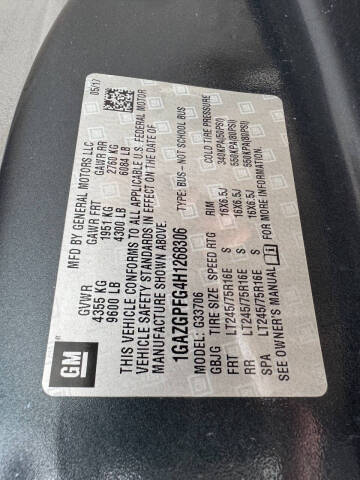 GM
MFD BY GENERAL MOTORS LLC
05/17
GVWR GAWR FRT GAWR RR
4355 KG 1951 KG 2760 KG
9600 LB 4300 LB 6084 LB
THIS VEHICLE CONFORMS TO ALL APPLICABLE U.S. FEDERAL MOTOR
VEHICLE SAFETY STANDARDS IN EFFECT ON THE DATE OF
MANUFACTURE SHOWN ABOVE.
1GAZGPFG4H1268306 TYPE: BUS-NOT SCHOOL BUS
MODEL: G33706
GBJG TIRE SIZE SPEED RTG RIM COLD TIRE PRESSURE
FRT LT245/75R16E S 16X6.5J 340KPA(50PSI)
RR LT245/75R16E S 16X6.5J 550KPA(80PSI)
SPA LT245/75R16E S 16X6.5J 550KPA(80PSI)
SEE OWNER'S MANUAL